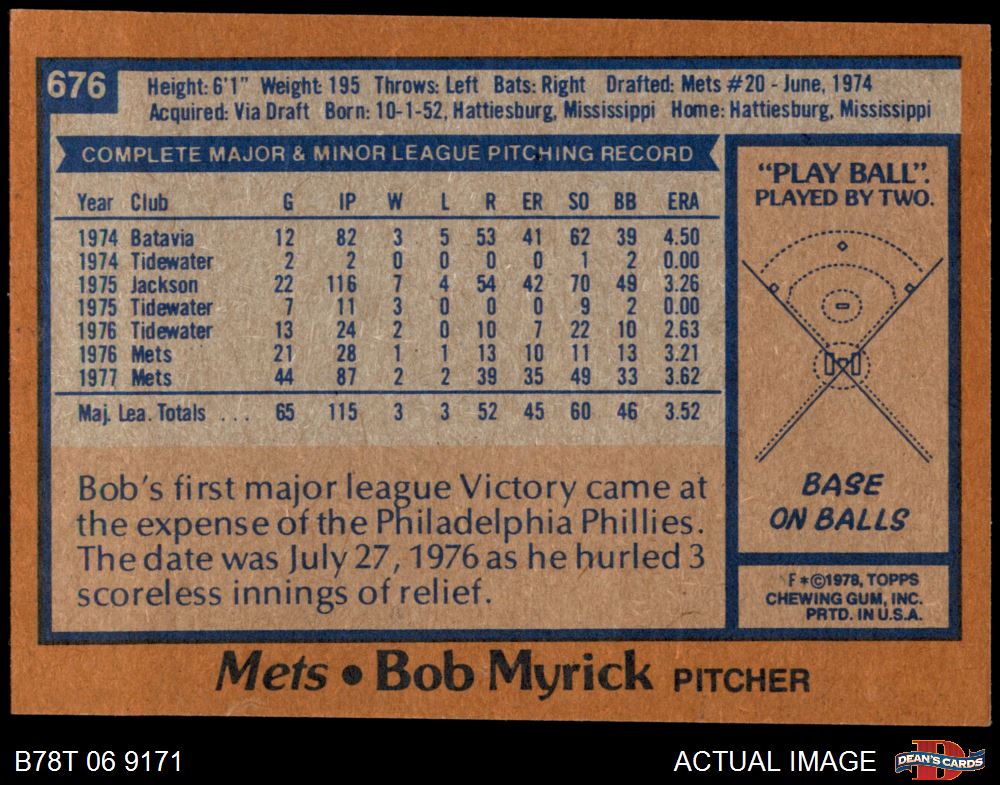 676
Height: 6'1" Weight: 195 Throws: Left Bats: Right Drafted: Mets #20 - June, 1974
Acquired: Via Draft Born: 10-1-52, Hattiesburg, Mississippi Home: Hattiesburg, Mississippi
COMPLETE MAJOR & MINOR LEAGUE PITCHING RECORD
Year Club G IP W L R ER SO BB ERA
1974 Batavia 12 82 3 5 53 41 62 39 4.50
1974 Tidewater 2 2 0 0 0 0 1 2 0.00
1975 Jackson 22 116 7 4 54 42 70 49 3.26
1975 Tidewater 7 11 3 0 0 0 9 2 0.00
1976 Tidewater 13 24 2 0 10 7 22 10 2.63
1976 Mets 21 28 1 1 13 10 11 13 3.21
1977 Mets 44 87 2 2 39 35 49 33 3.62
Maj. Lea. Totals ... 65 115 3 3 52 45 60 46 3.52
Bob's first major league Victory came at
the expense of the Philadelphia Phillies.
The date was July 27, 1976 as he hurled 3
scoreless innings of relief.
"PLAY BALL".
PLAYED BY TWO.
BASE
ON BALLS
F*©1978, TOPPS
CHEWING GUM, INC.
PRTD. IN U.S.A.
Mets • Bob Myrick PITCHER
B78T 06 9171
ACTUAL IMAGE
D
DEAN'S CARDS